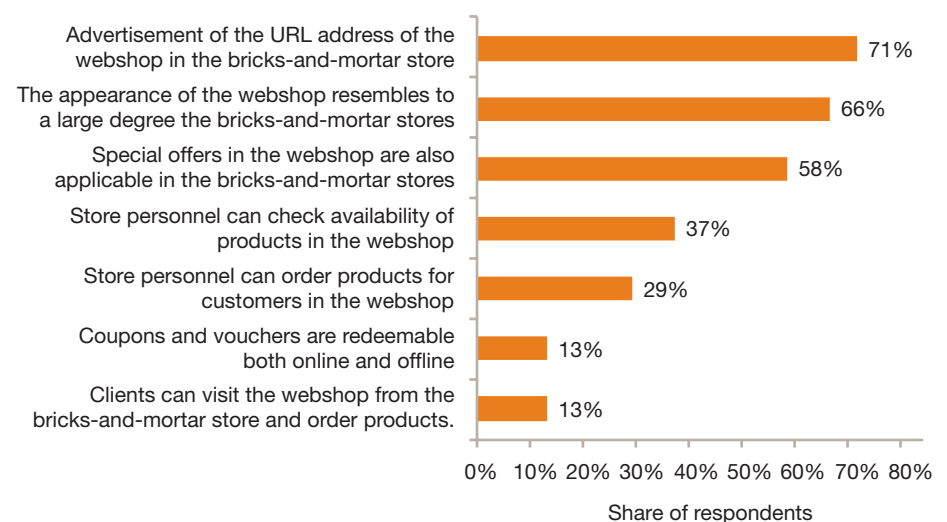 Advertisement of the URL address of the
webshop in the bricks-and-mortar store
71%
The appearance of the webshop resembles to
a large degree the bricks-and-mortar stores
66%
Special offers in the webshop are also
applicable in the bricks-and-mortar stores
58%
Store personnel can check availability of
products in the webshop
37%
Store personnel can order products for
customers in the webshop
29%
Coupons and vouchers are redeemable
both online and offline
13%
Clients can visit the webshop from the
bricks-and-mortar store and order products.
13%
0% 10% 20% 30% 40% 50% 60% 70% 80%
Share of respondents